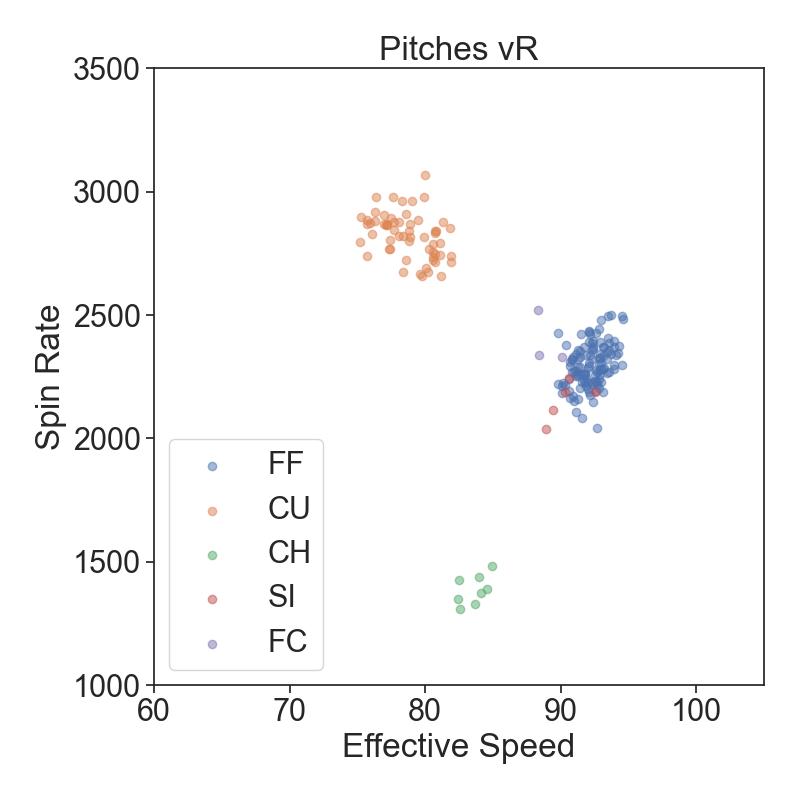 Pitches vR
3500
3000
2500
2000
1500
1000
Spin Rate
FF
CU
CH
SI
FC
60 70 80 90 100
Effective Speed